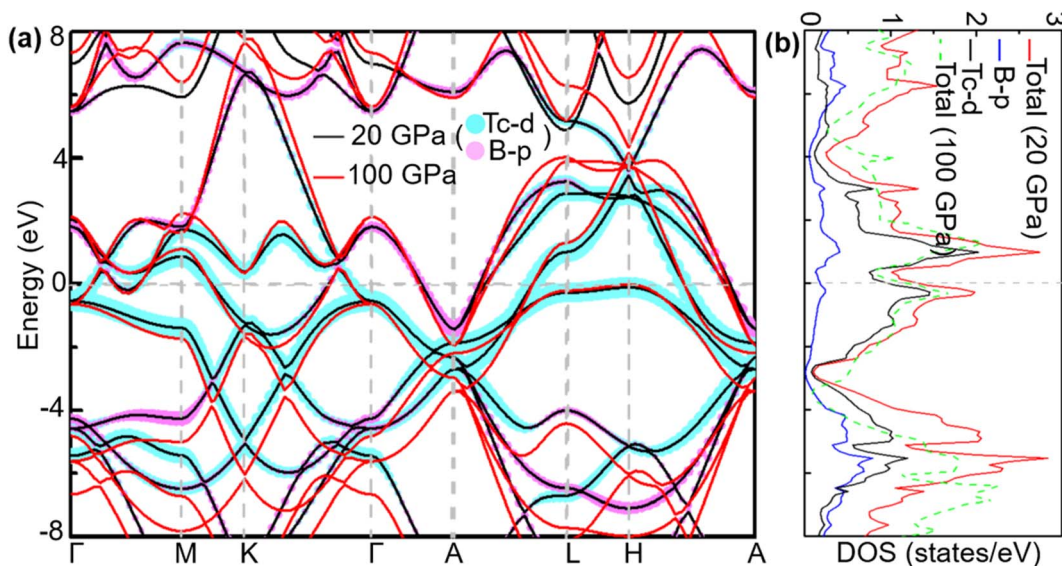 (a)
8
4
0
-4
-8
Energy (eV)
20 GPa (Tc-d
B-p)
100 GPa
Γ M K Γ A L H A
(b)
0 1 2 3
Total (20 GPa)
B-p
Tc-d
Total (100 GPa)
DOS (states/eV)